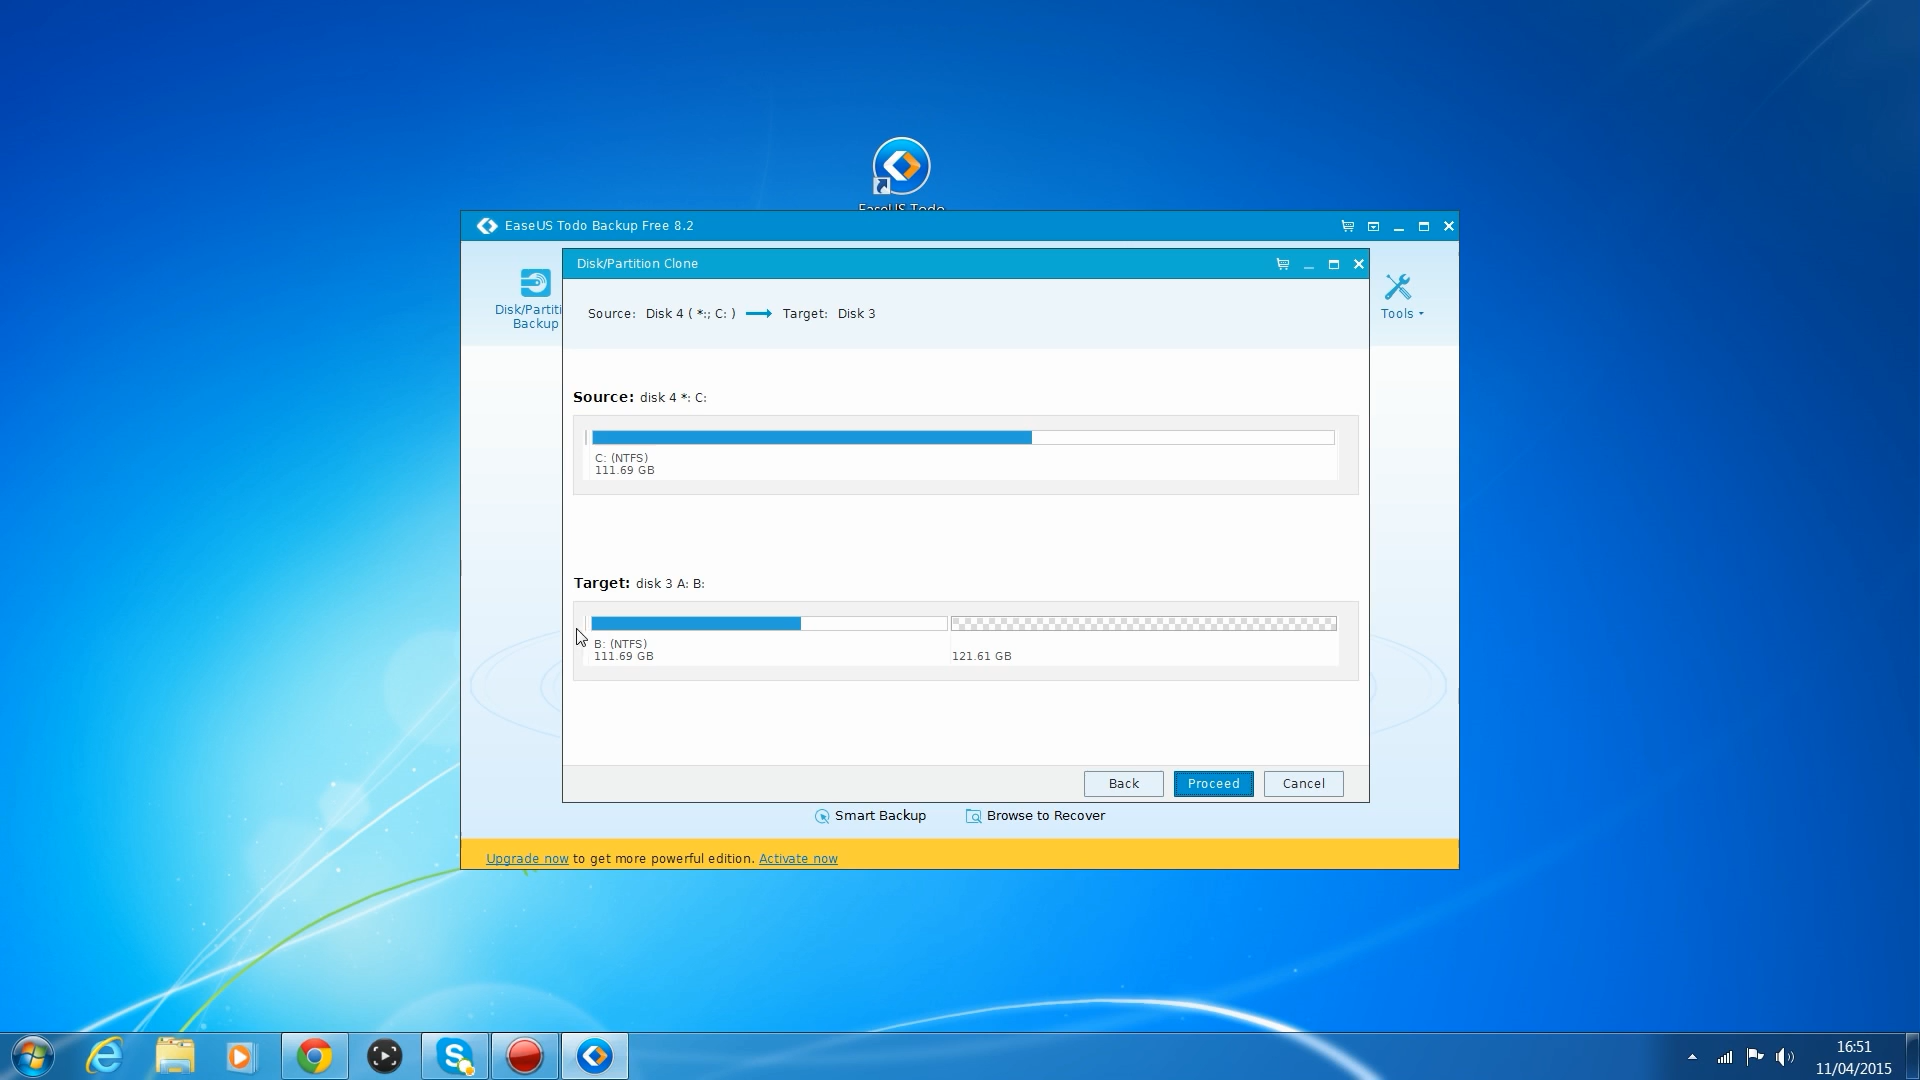 EaseUS Todo
EaseUS Todo Backup Free 8.2
Disk/Partition Clone
Backup
Tools
Source: Disk 4 ( *:; C: ) Target: Disk 3
Source: disk 4 *: C:
C: (NTFS)
111.69 GB
Target: disk 3 A: B:
B: (NTFS)
111.69 GB
121.61 GB
Back Proceed Cancel
Smart Backup Browse to Recover
Upgrade now to get more powerful edition. Activate now
16:51
11/04/2015